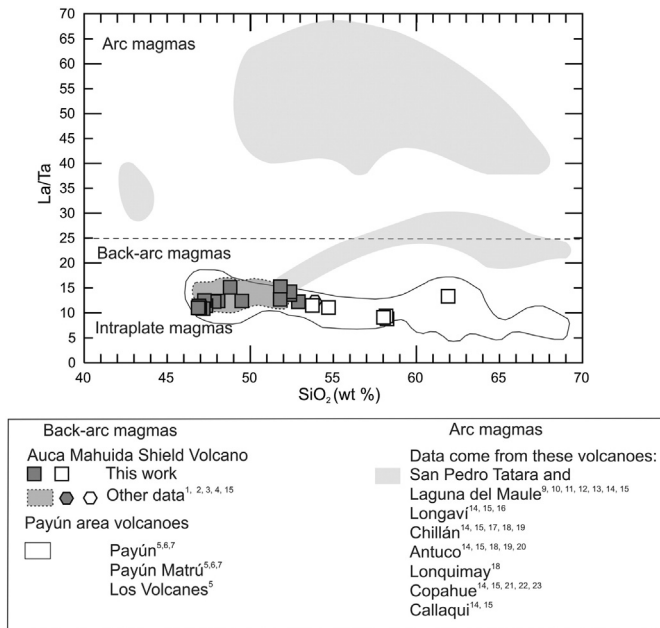 70
65
60
55
50
45
40
35
30
25
20
15
10
5
0
La/Ta
Arc magmas
Back-arc magmas
Intraplate magmas
40 50 60 70
SiO2 (wt %)
Back-arc magmas
Auca Mahuida Shield Volcano
This work
Other data1, 2, 3, 4, 15
Payún area volcanoes
Payún5,6,7
Payún Matrú5,6,7
Los Volcanes5
Arc magmas
Data come from these volcanoes:
San Pedro Tatara and
Laguna del Maule9, 10, 11, 12, 13, 14, 15
Longaví14, 15, 16
Chillán14, 15, 17, 18, 19
Antuco14, 15, 18, 19, 20
Lonquimay18
Copahue14, 15, 21, 22, 23
Callaqui14, 15